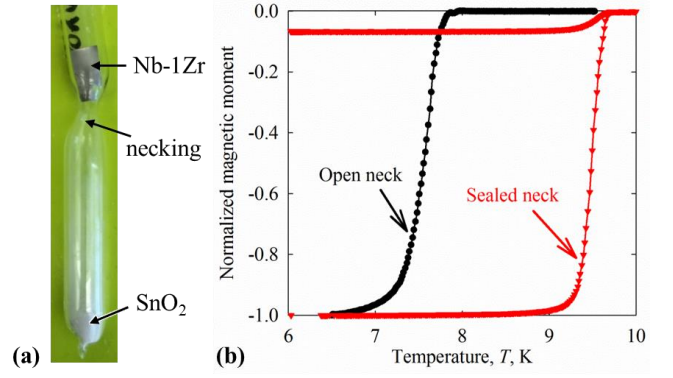 Nb-1Zr
necking
SnO₂
(a)
Normalized magnetic moment
0.0
-0.2
-0.4
-0.6
-0.8
-1.0
Open neck
Sealed neck
6
7
8
9
10
Temperature, T, K
(b)